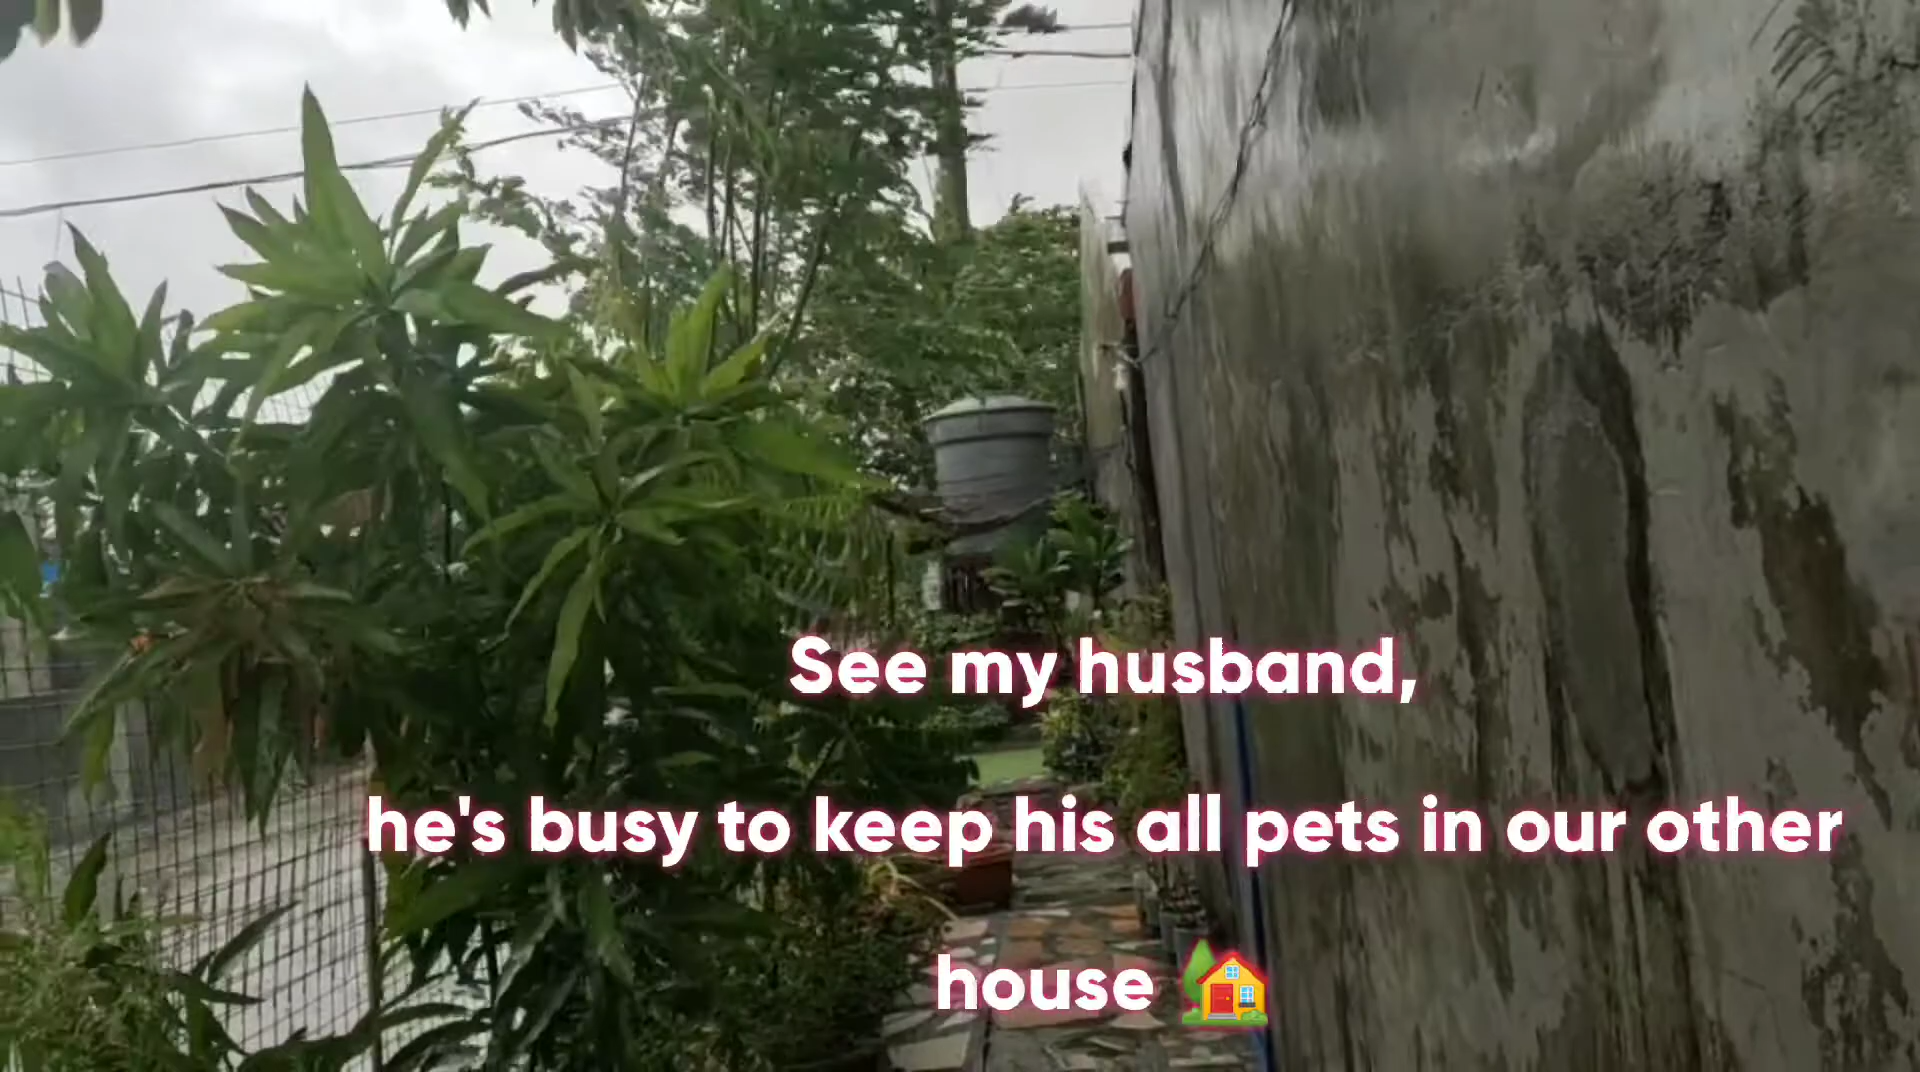 See my husband,
he's busy to keep his all pets in our other
house 🏡